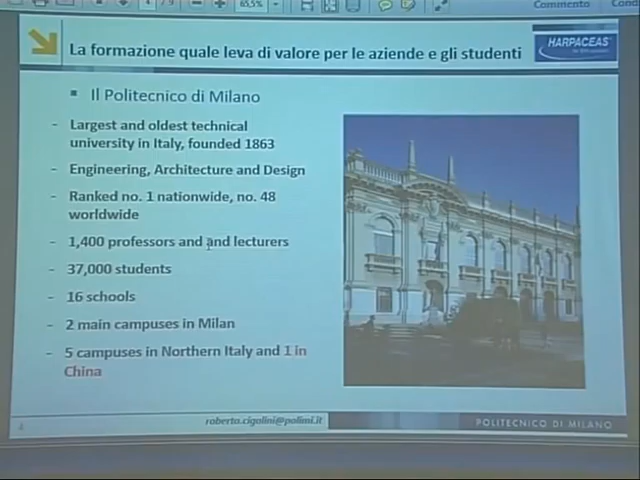 65,5%
Commento
La formazione quale leva di valore per le aziende e gli studenti
HARPACEAS
Il Politecnico di Milano
- Largest and oldest technical
university in Italy, founded 1863
- Engineering, Architecture and Design
- Ranked no. 1 nationwide, no. 48
worldwide
- 1,400 professors and and lecturers
- 37,000 students
- 16 schools
- 2 main campuses in Milan
- 5 campuses in Northern Italy and 1 in
China
4
roberto.cigolini@polimi.it
POLITECNICO DI MILANO